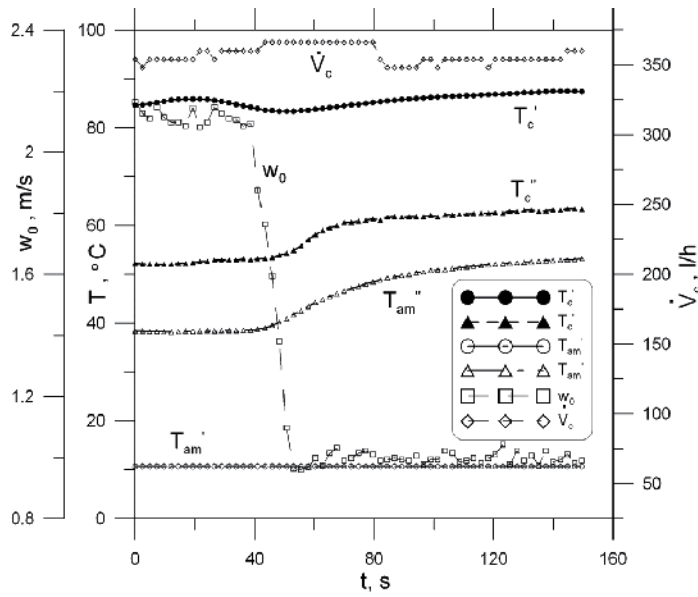 2.4
2
1.6
1.2
0.8
w₀ , m/s
100
80
60
40
20
0
T, °C
V̇c
Tc'
w₀
Tc''
Tam''
Tam'
Tc'
Tc'
Tam'
Tam'
w₀
V̇c
350
300
250
200
150
100
50
V̇c, l/h
0
40
80
120
160
t, s